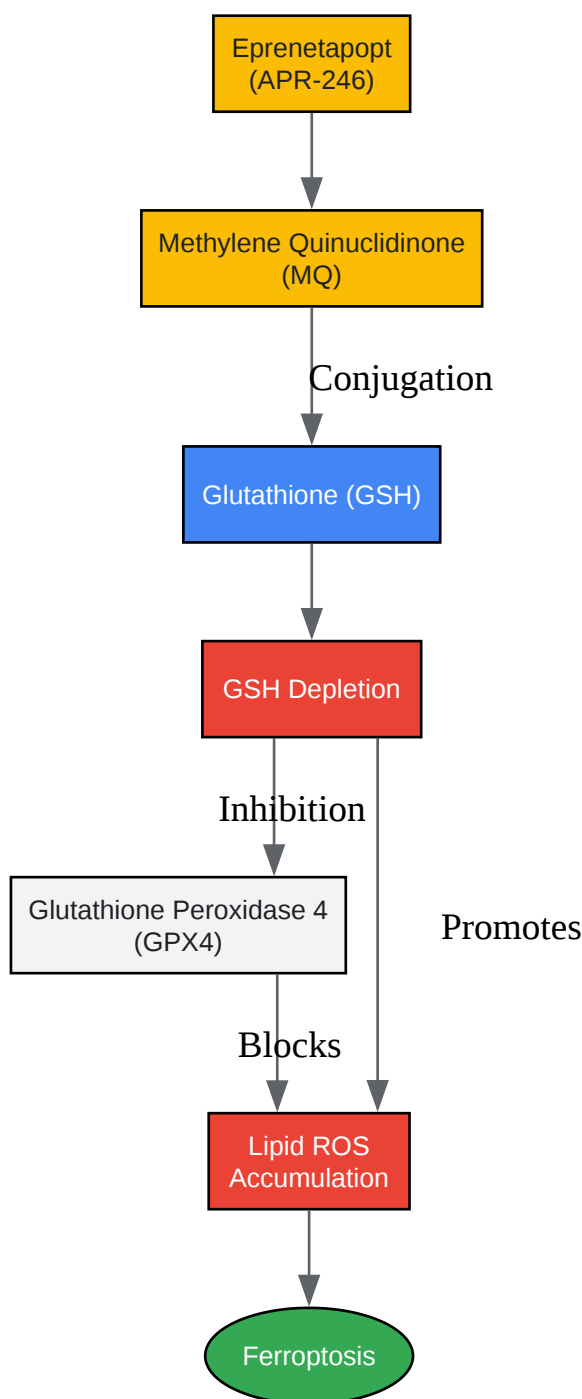 Eprenetapopt
(APR-246)
Methylene Quinuclidinone
(MQ)
Conjugation
Glutathione (GSH)
GSH Depletion
Inhibition
Glutathione Peroxidase 4
(GPX4)
Promotes
Blocks
Lipid ROS
Accumulation
Ferroptosis